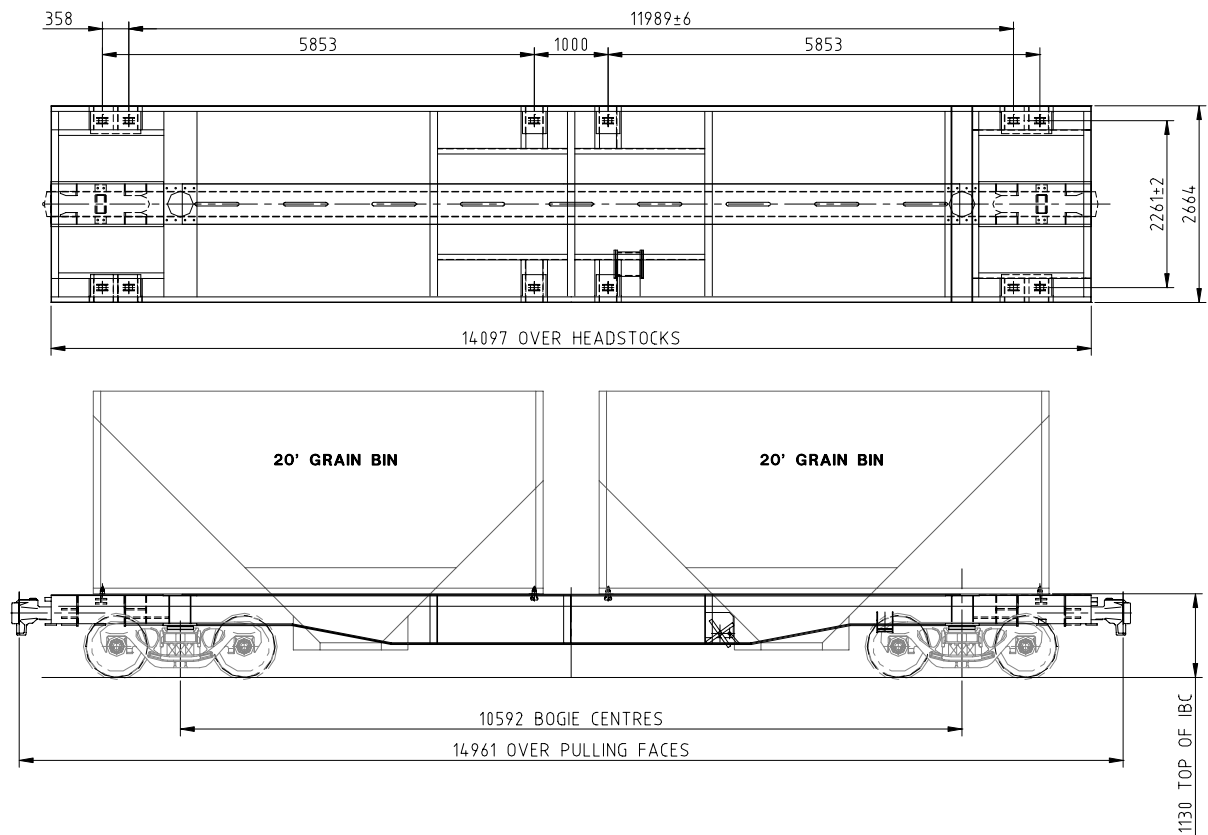 358
11989±6
5853
1000
5853
2261±2
2664
14097 OVER HEADSTOCKS
20' GRAIN BIN
20' GRAIN BIN
10592 BOGIE CENTRES
14961 OVER PULLING FACES
1130 TOP OF IBC